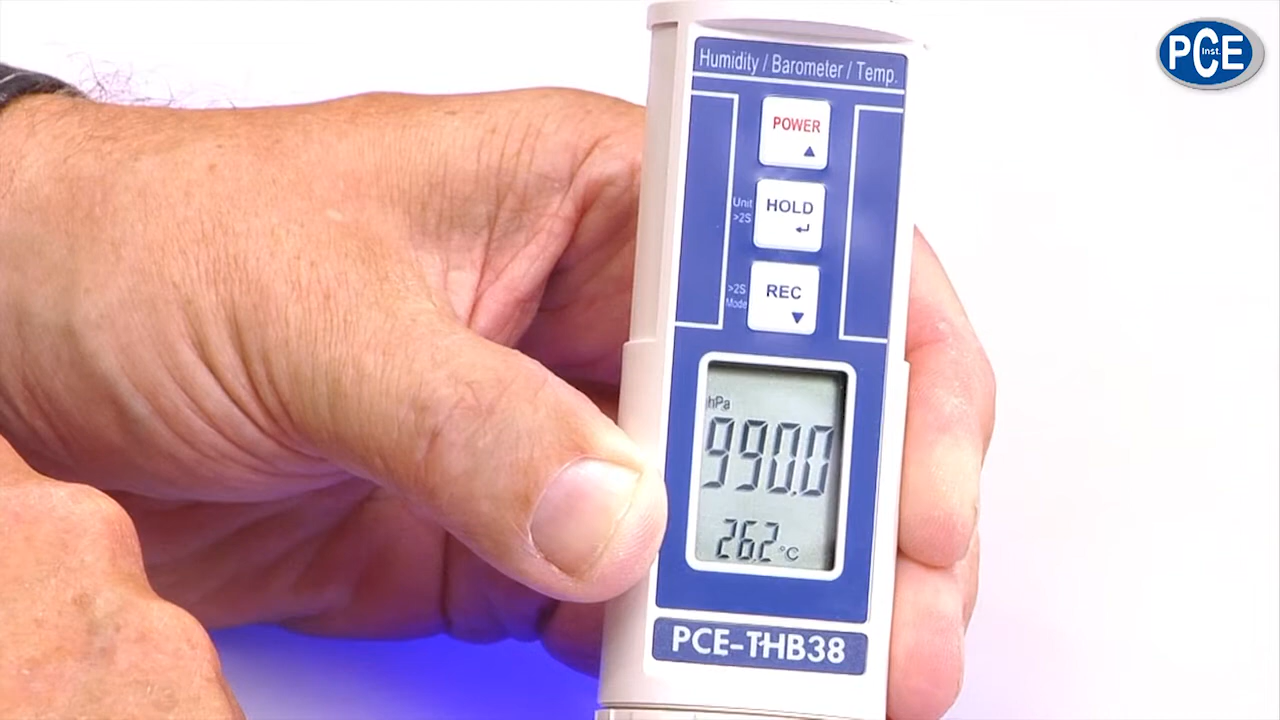 PCE
Inst.
Humidity / Barometer / Temp.
POWER
▲
Unit
>2S
HOLD
↵
>2S
Mode
REC
▼
hPa
990.0
26.2 °C
PCE-THB38